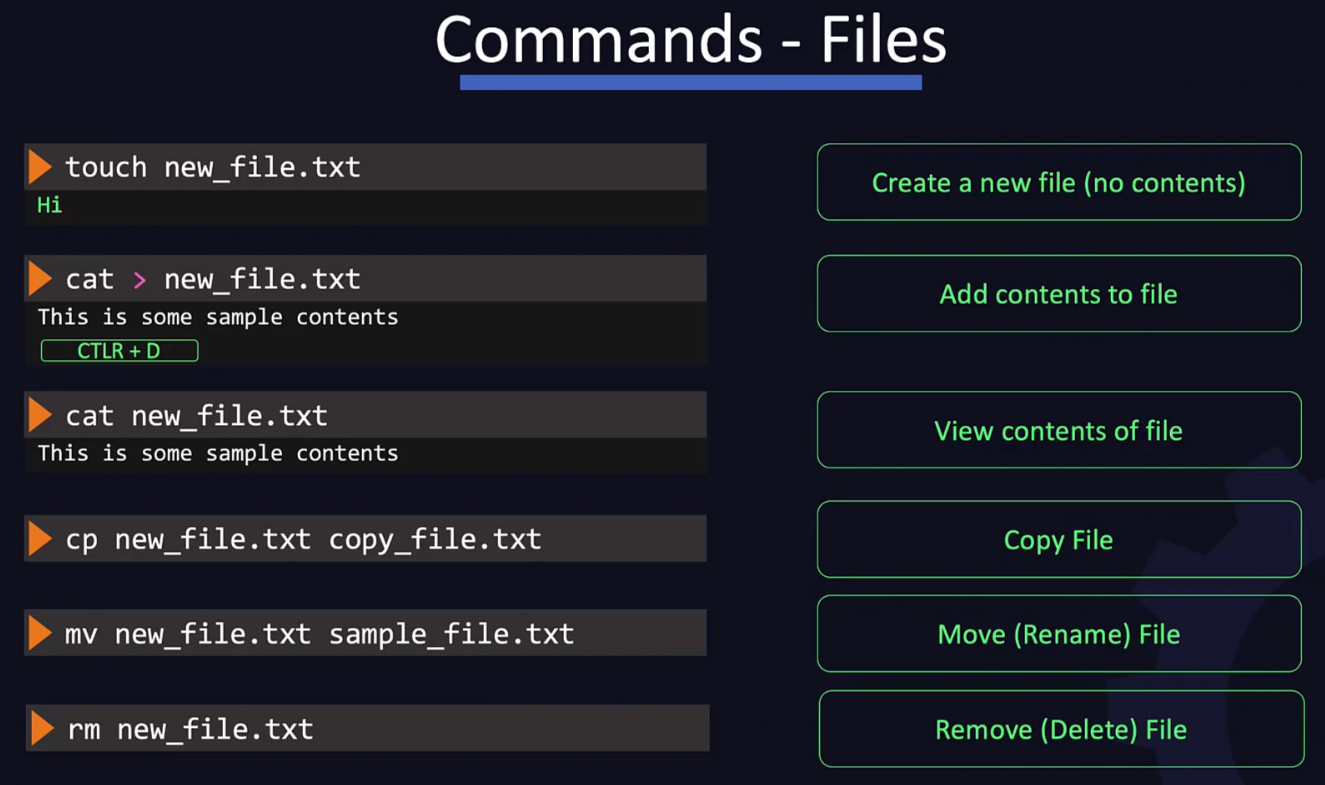 Commands - Files
touch new_file.txt
Hi
Create a new file (no contents)
cat > new_file.txt
This is some sample contents
CTLR + D
Add contents to file
cat new_file.txt
This is some sample contents
View contents of file
cp new_file.txt copy_file.txt
Copy File
mv new_file.txt sample_file.txt
Move (Rename) File
rm new_file.txt
Remove (Delete) File